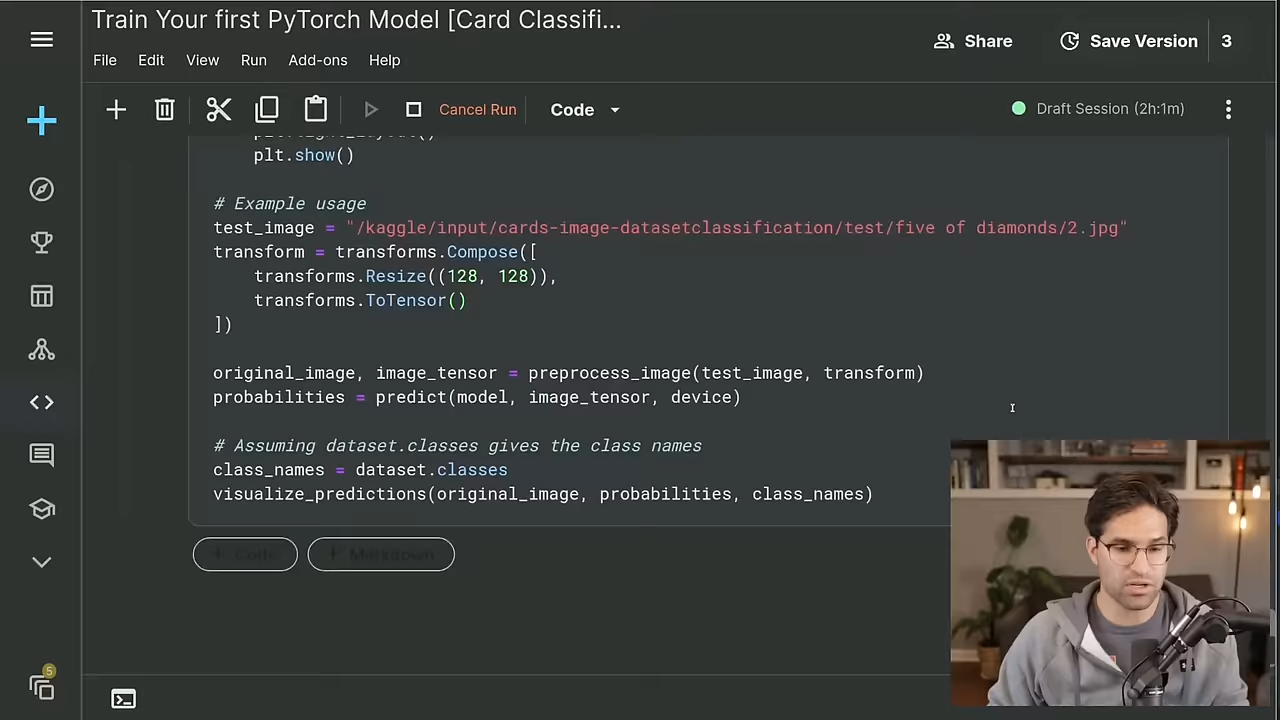 Train Your first PyTorch Model [Card Classifi...
Share
Save Version
3
File Edit View Run Add-ons Help
Cancel Run
Code
Draft Session (2h:1m)
plt.show()
# Example usage
test_image = "/kaggle/input/cards-image-datasetclassification/test/five of diamonds/2.jpg"
transform = transforms.Compose([
transforms.Resize((128, 128)),
transforms.ToTensor()
])
original_image, image_tensor = preprocess_image(test_image, transform)
probabilities = predict(model, image_tensor, device)
# Assuming dataset.classes gives the class names
class_names = dataset.classes
visualize_predictions(original_image, probabilities, class_names)
+ Code
+ Markdown
5